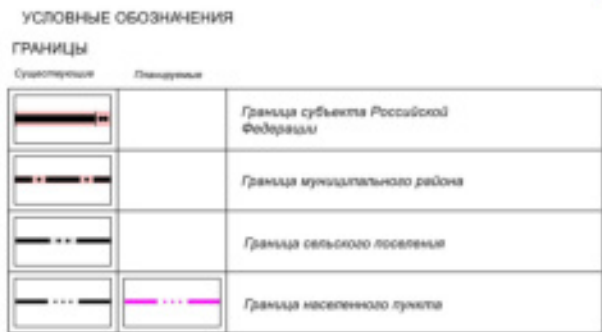 УСЛОВНЫЕ ОБОЗНАЧЕНИЯ
ГРАНИЦЫ
Существующие Планируемые
Граница субъекта Российской
Федерации
Граница муниципального района
Граница сельского поселения
Граница населенного пункта